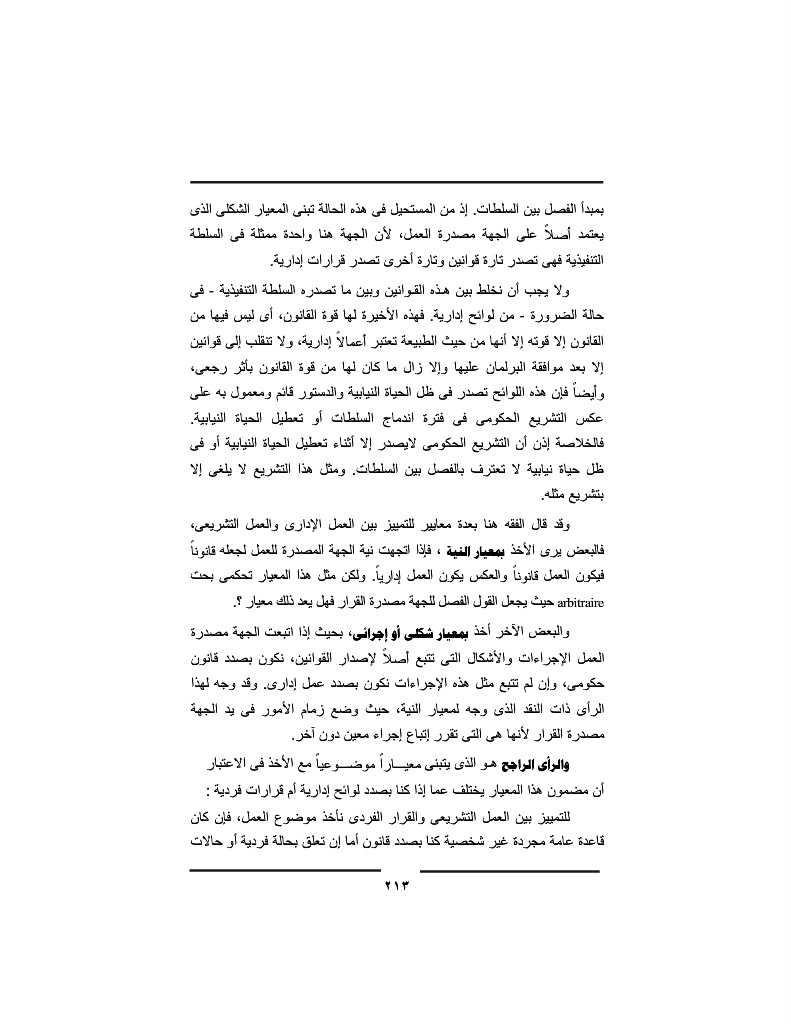 بمبدأ الفصل بين السلطات. إذ من المستحيل فى هذه الحالة تبنى المعيار الشكلى الذى
يعتمد أصلاً على الجهة مصدرة العمل، لأن الجهة هنا واحدة ممثلة فى السلطة
التنفيذية فهى تصدر تارة قوانين وتارة أخرى تصدر قرارات إدارية.
ولا يجب أن نخلط بين هذه القوانين وبين ما تصدره السلطة التنفيذية - فى
حالة الضرورة - من لوائح إدارية. فهذه الأخيرة لها قوة القانون، أى ليس فيها من
القانون إلا قوته إلا أنها من حيث الطبيعة تعتبر أعمالاً إدارية، ولا تنقلب إلى قوانين
إلا بعد موافقة البرلمان عليها وإلا زال ما كان لها من قوة القانون بأثر رجعى،
وأيضاً فإن هذه اللوائح تصدر فى ظل الحياة النيابية والدستور قائم ومعمول به على
عكس التشريع الحكومى فى فترة اندماج السلطات أو تعطيل الحياة النيابية.
فالخلاصة إذن أن التشريع الحكومى لايصدر إلا أثناء تعطيل الحياة النيابية أو فى
ظل حياة نيابية لا تعترف بالفصل بين السلطات. ومثل هذا التشريع لا يلغى إلا
بتشريع مثله.
وقد قال الفقه هنا بعدة معايير للتمييز بين العمل الإدارى والعمل التشريعى،
فالبعض يرى الأخذ بمعيار النية ، فإذا اتجهت نية الجهة المصدرة للعمل لجعله قانوناً
فيكون العمل قانوناً والعكس يكون العمل إدارياً. ولكن مثل هذا المعيار تحكمى بحت
arbitraire حيث يجعل القول الفصل للجهة مصدرة القرار فهل يعد ذلك معيار ؟.
والبعض الآخر أخذ بمعيار شكلى أو إجرائى، بحيث إذا اتبعت الجهة مصدرة
العمل الإجراءات والأشكال التى تتبع أصلاً لإصدار القوانين، نكون بصدد قانون
حكومى، وإن لم تتبع مثل هذه الإجراءات نكون بصدد عمل إدارى. وقد وجه لهذا
الرأى ذات النقد الذى وجه لمعيار النية، حيث وضع زمام الأمور فى يد الجهة
مصدرة القرار لأنها هى التى تقرر إتباع إجراء معين دون آخر.
والرأى الراجح هـو الذى يتبنى معيـــاراً موضـــوعياً مع الأخذ فى الاعتبار
أن مضمون هذا المعيار يختلف عما إذا كنا بصدد لوائح إدارية أم قرارات فردية :
للتمييز بين العمل التشريعى والقرار الفردى نأخذ موضوع العمل، فإن كان
قاعدة عامة مجردة غير شخصية كنا بصدد قانون أما إن تعلق بحالة فردية أو حالات
٢١٣